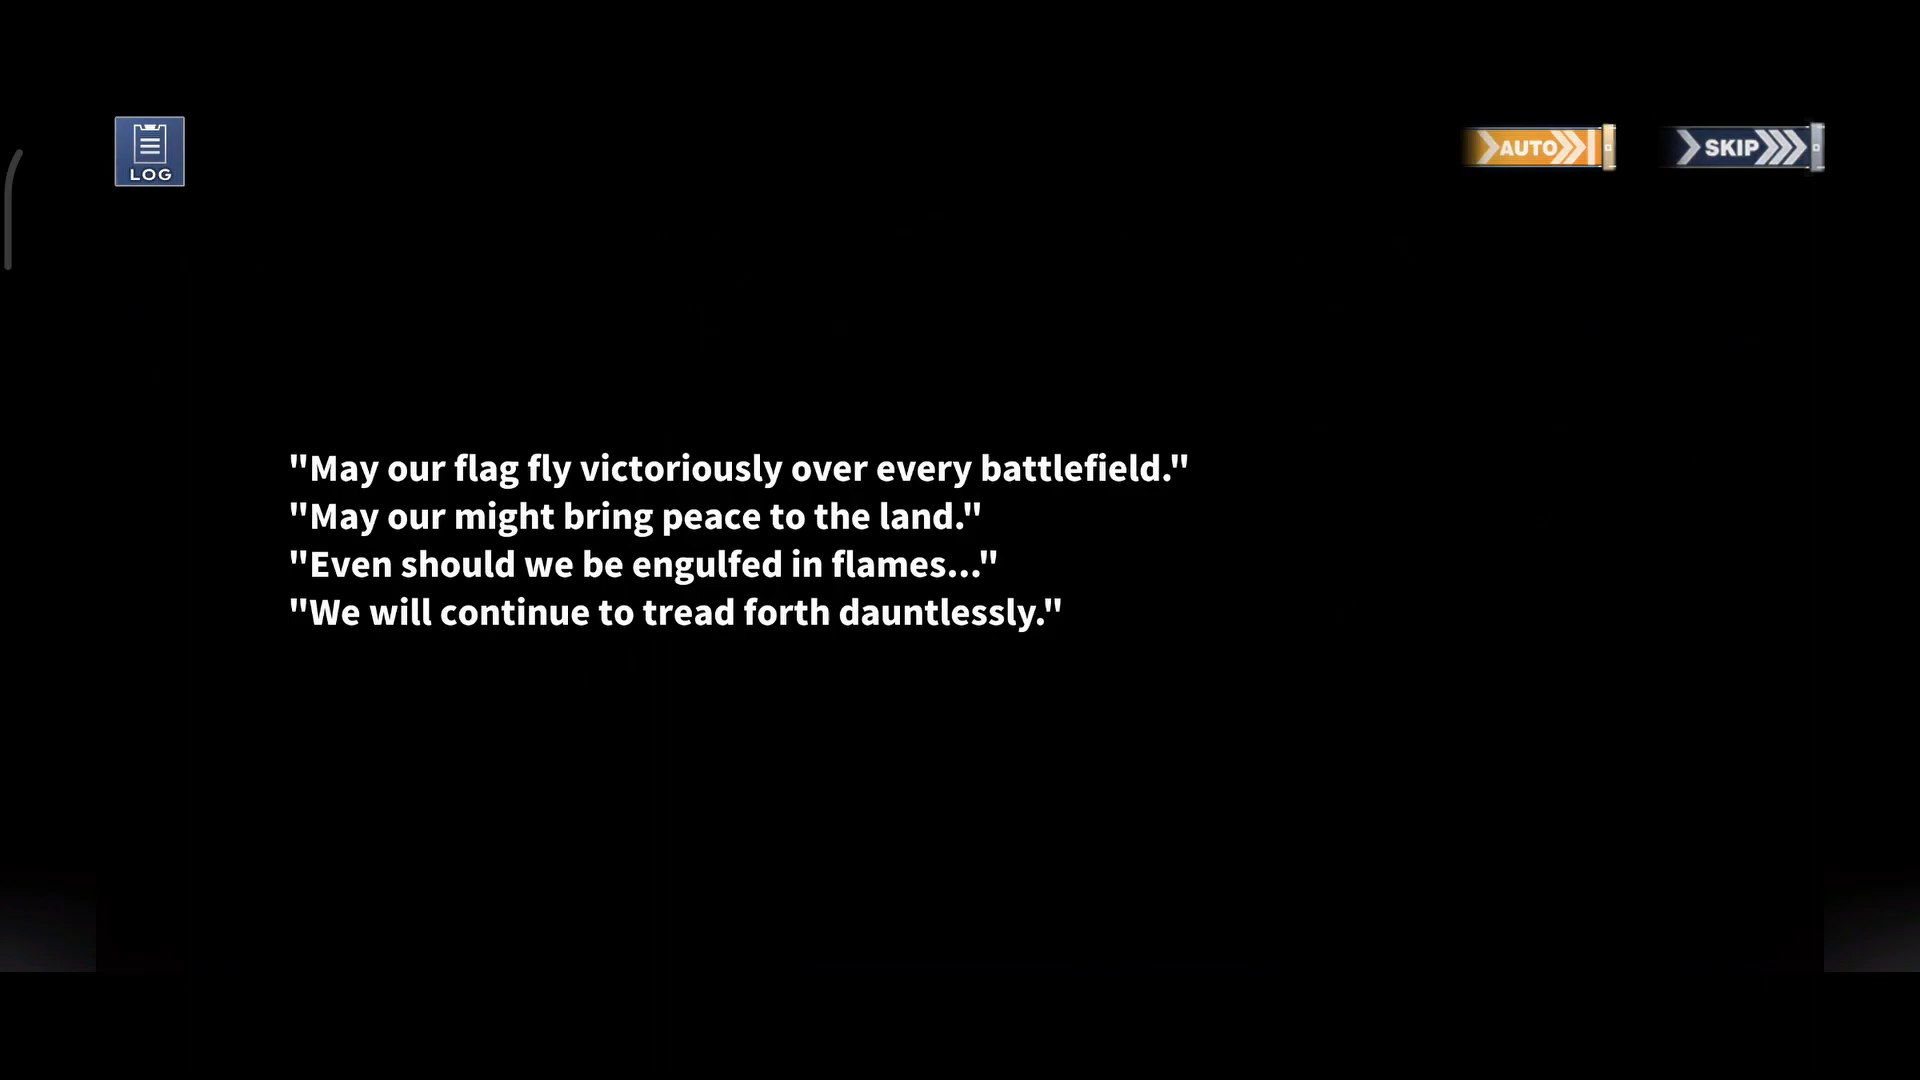 LOG
AUTO
SKIP
"May our flag fly victoriously over every battlefield."
"May our might bring peace to the land."
"Even should we be engulfed in flames..."
"We will continue to tread forth dauntlessly."